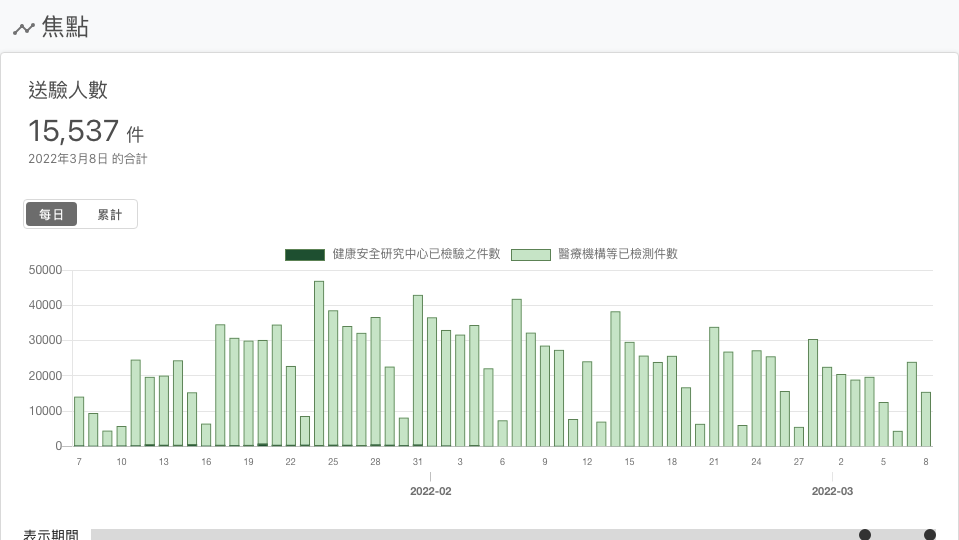 焦點
送驗人數
15,537 件
2022年3月8日 的合計
每日 累計
健康安全研究中心已檢驗之件數 醫療機構等已檢測件數
50000
40000
30000
20000
10000
0
7 10 13 16 19 22 25 28 31 3 6 9 12 15 18 21 24 27 2 5 8
2022-02 2022-03
表示期間